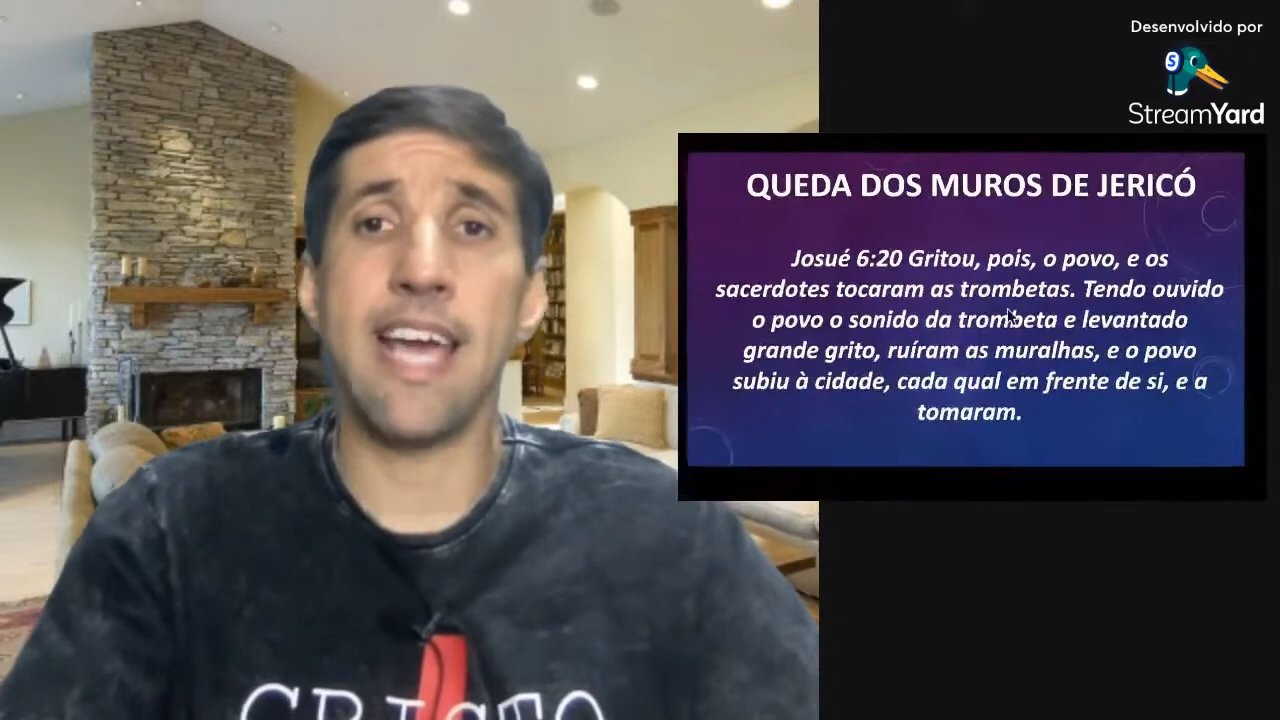 Desenvolvido por
StreamYard
QUEDA DOS MUROS DE JERICÓ
Josué 6:20 Gritou, pois, o povo, e os
sacerdotes tocaram as trombetas. Tendo ouvido
o povo o sonido da trombeta e levantado
grande grito, ruíram as muralhas, e o povo
subiu à cidade, cada qual em frente de si, e a
tomaram.
CRISTO